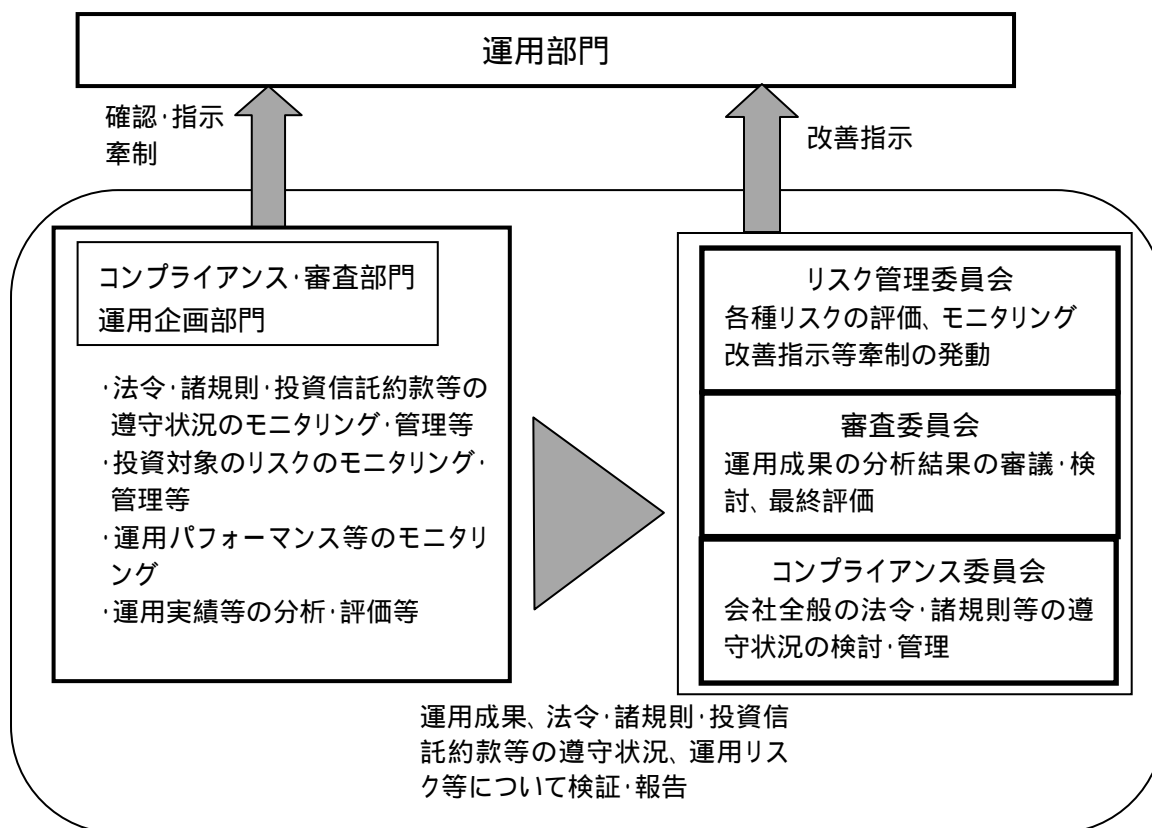 運用部門
確認・指示
牽制
改善指示
コンプライアンス・審査部門
運用企画部門
・法令・諸規則・投資信託約款等の
遵守状況のモニタリング・管理等
・投資対象のリスクのモニタリング・
管理等
・運用パフォーマンス等のモニタリ
ング
・運用実績等の分析・評価等
リスク管理委員会
各種リスクの評価、モニタリング
改善指示等牽制の発動
審査委員会
運用成果の分析結果の審議・検
討、最終評価
コンプライアンス委員会
会社全般の法令・諸規則等の遵
守状況の検討・管理
運用成果、法令・諸規則・投資信
託約款等の遵守状況、運用リス
ク等について検証・報告